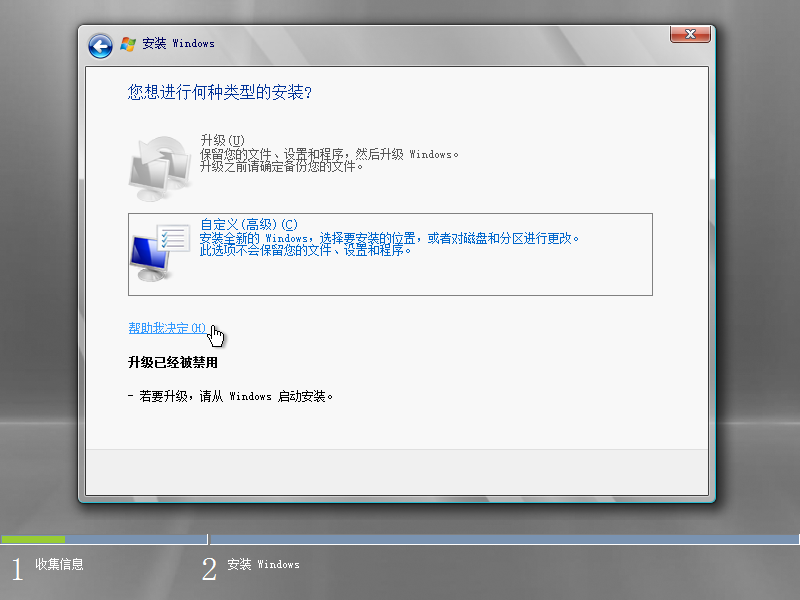 安装 Windows
您想进行何种类型的安装?
升级(U)
保留您的文件、设置和程序，然后升级 Windows。
升级之前请确定备份您的文件。
自定义(高级)(C)
安装全新的 Windows，选择要安装的位置，或者对磁盘和分区进行更改。
此选项不会保留您的文件、设置和程序。
帮助我决定(H)
升级已经被禁用
- 若要升级，请从 Windows 启动安装。
1 收集信息
2 安装 Windows